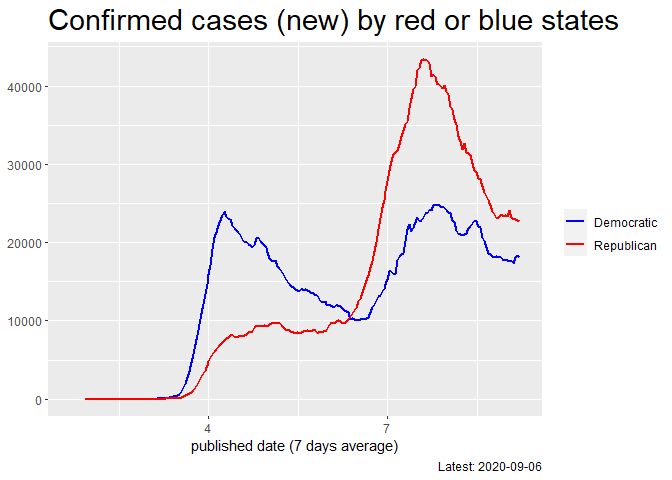 Confirmed cases (new) by red or blue states
40000
30000
20000
10000
0
4
7
published date (7 days average)
Democratic
Republican
Latest: 2020-09-06